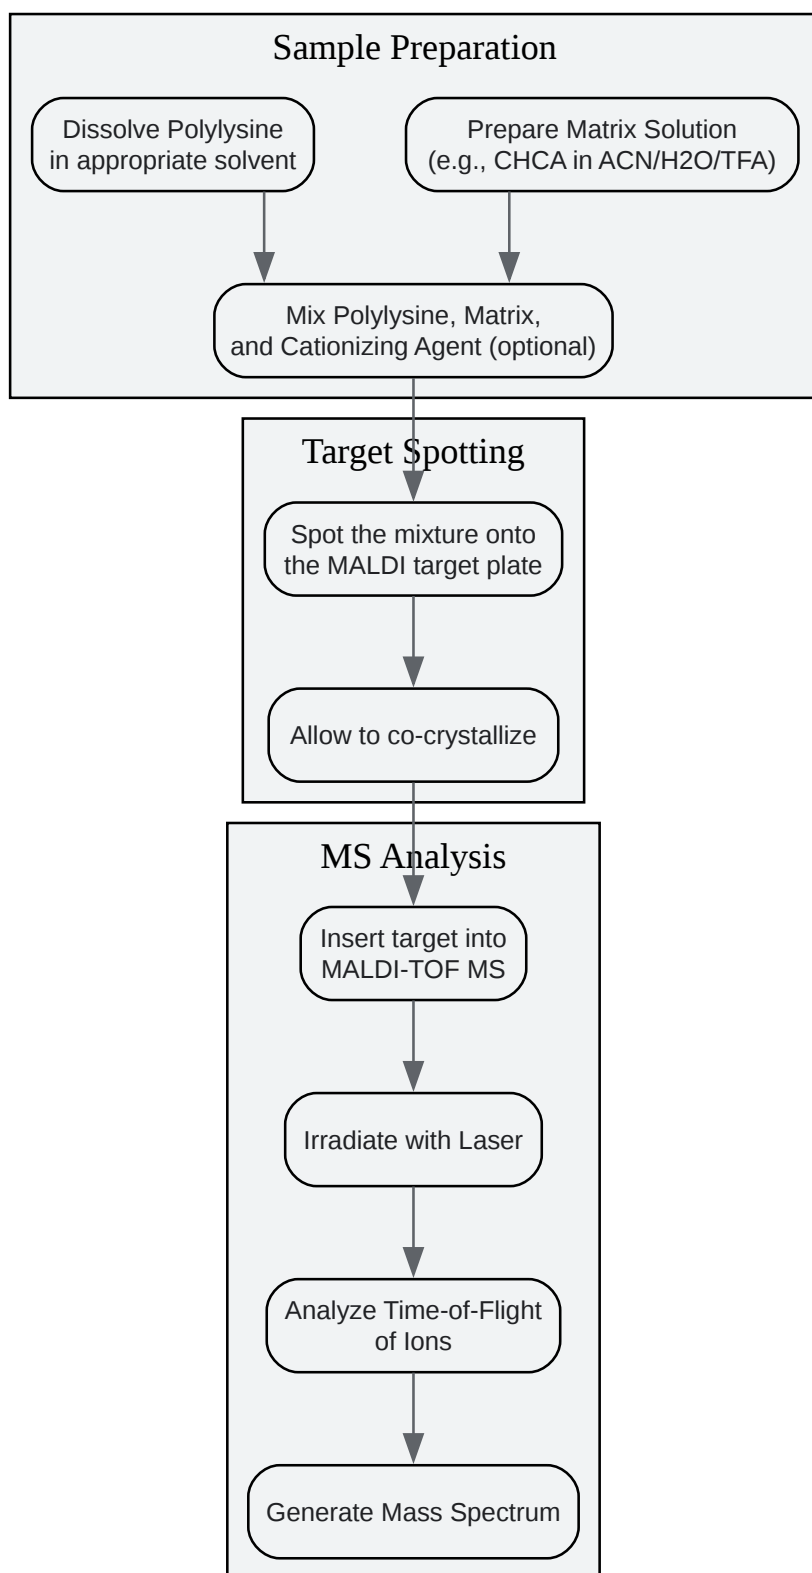 Sample Preparation
Dissolve Polylysine
in appropriate solvent
Prepare Matrix Solution
(e.g., CHCA in ACN/H2O/TFA)
Mix Polylysine, Matrix,
and Cationizing Agent (optional)
Target Spotting
Spot the mixture onto
the MALDI target plate
Allow to co-crystallize
MS Analysis
Insert target into
MALDI-TOF MS
Irradiate with Laser
Analyze Time-of-Flight
of Ions
Generate Mass Spectrum